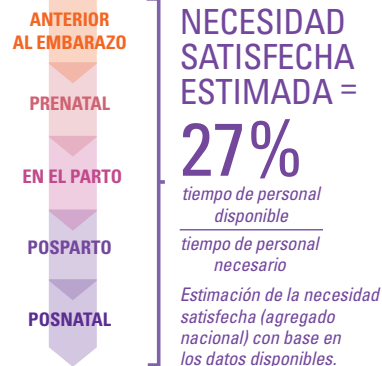 ANTERIOR
AL EMBARAZO
PRENATAL
EN EL PARTO
POSPARTO
POSNATAL
NECESIDAD
SATISFECHA
ESTIMADA =
27%
tiempo de personal
disponible
tiempo de personal
necesario
Estimación de la necesidad
satisfecha (agregado
nacional) con base en
los datos disponibles.